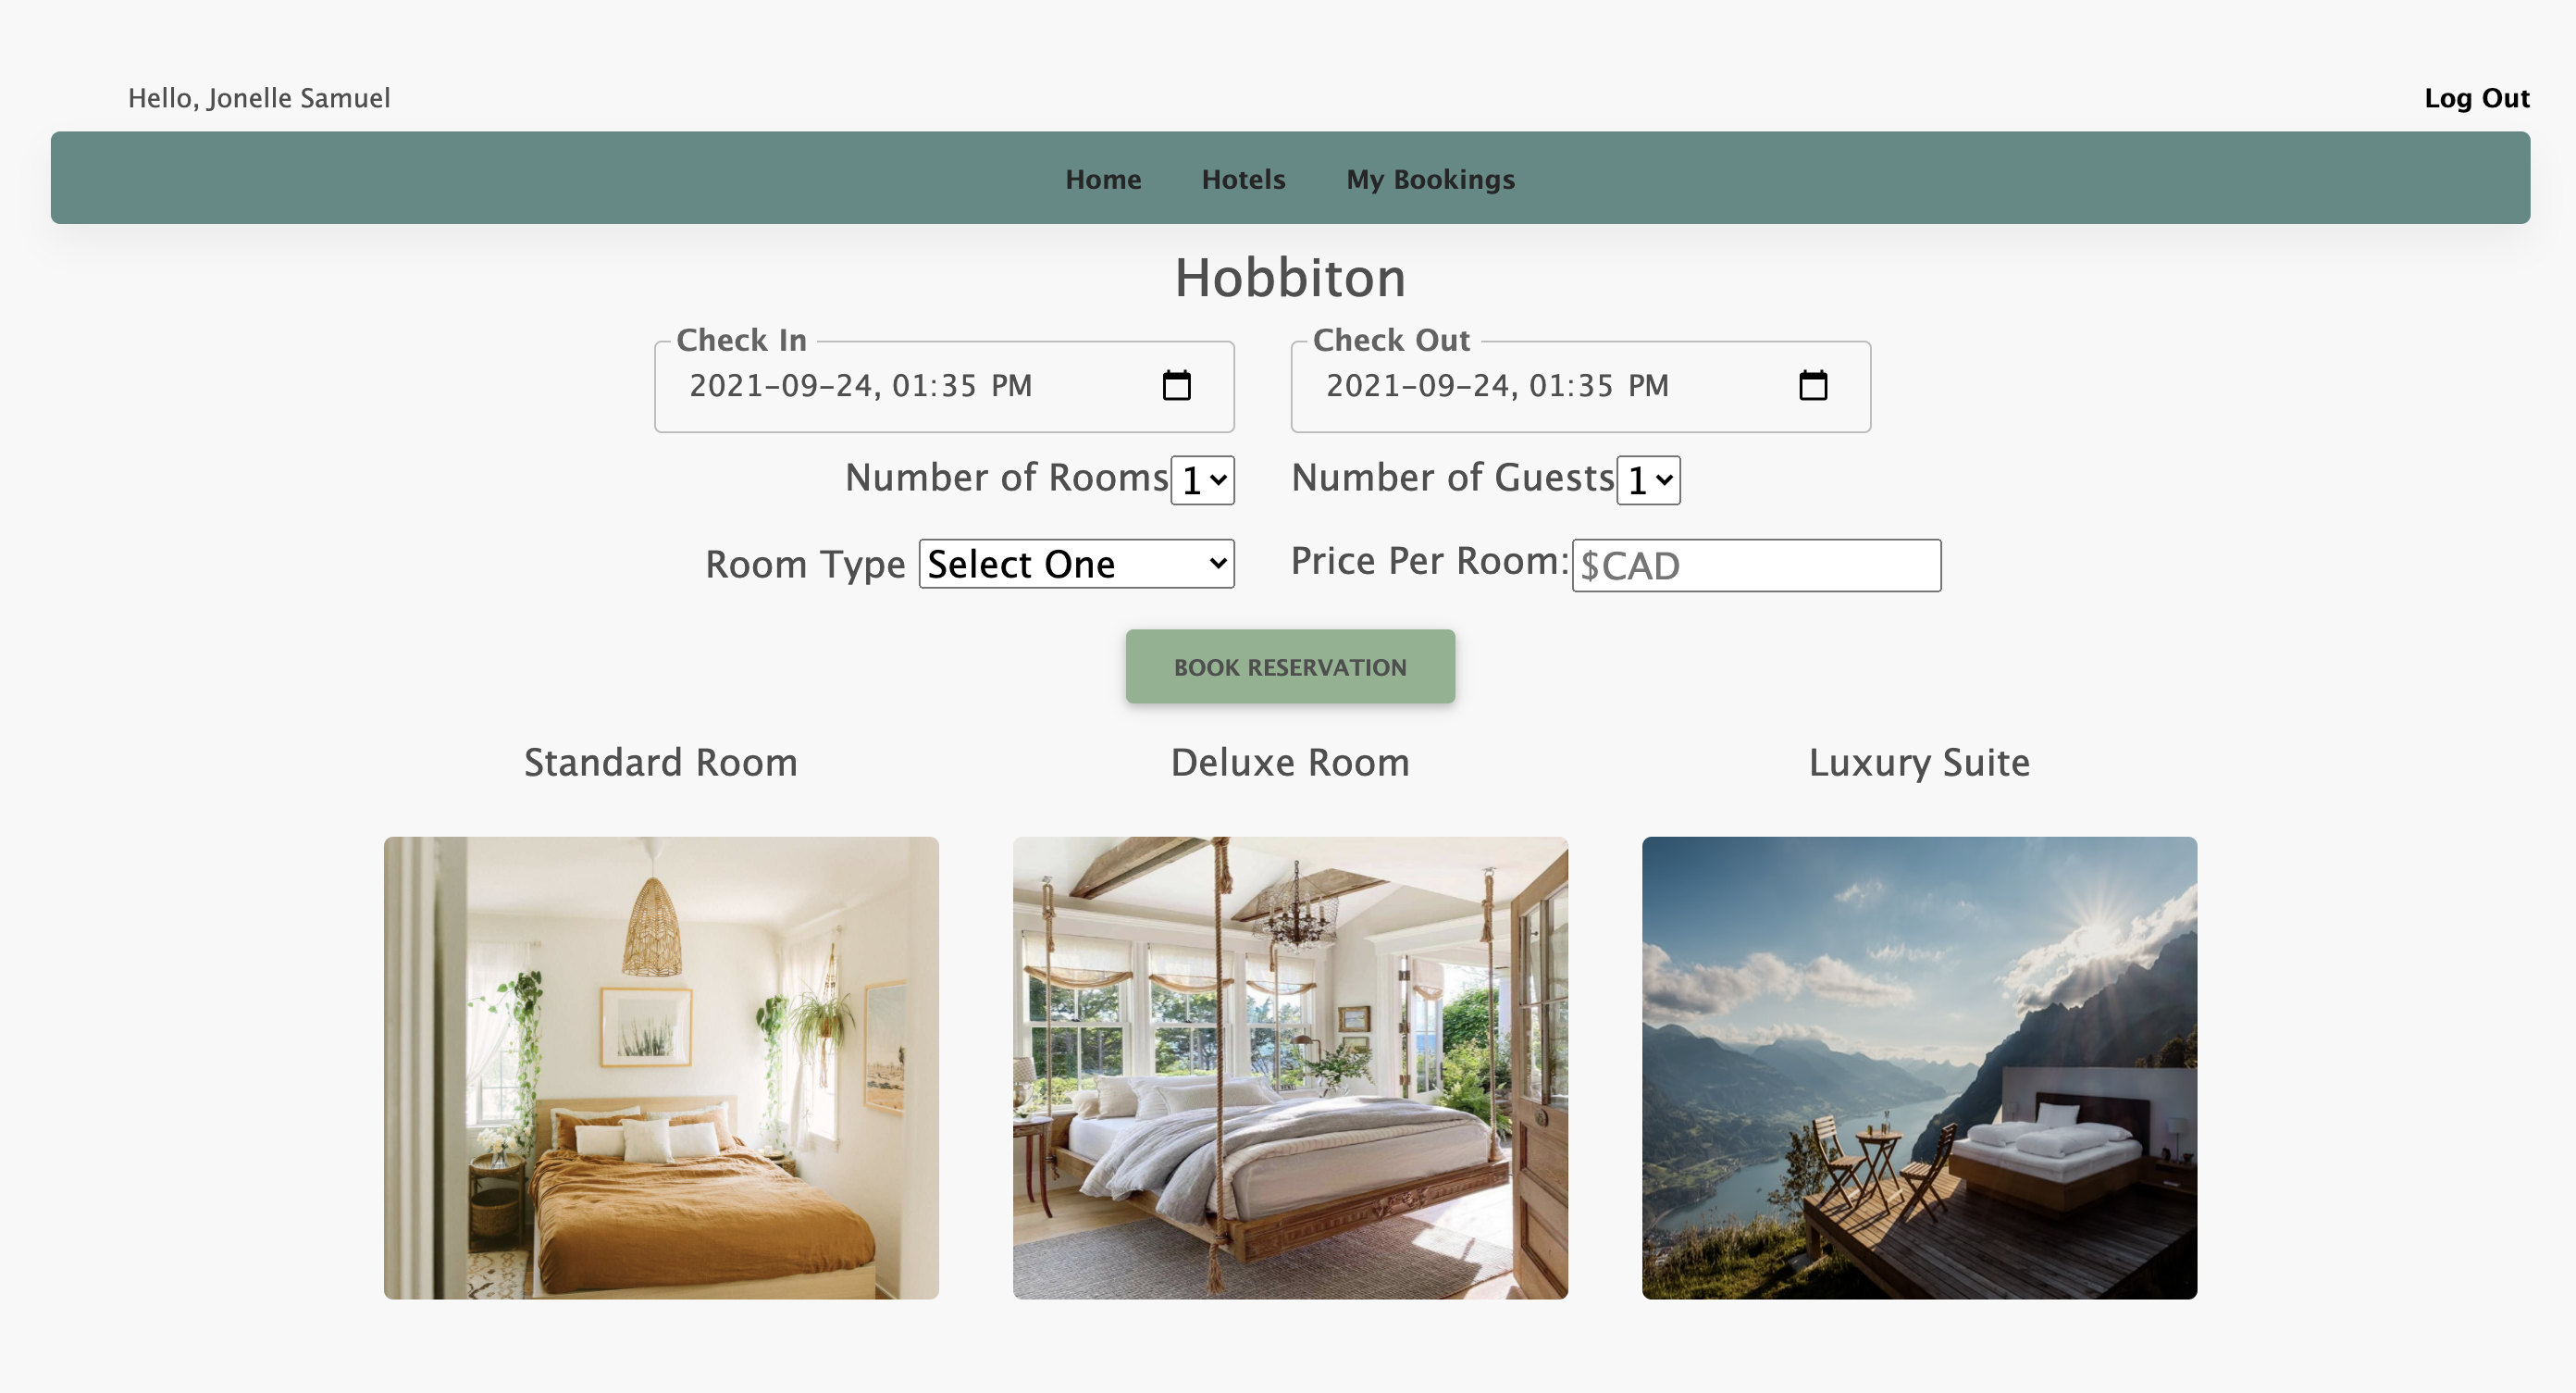 Hello, Jonelle Samuel
Log Out
Home Hotels My Bookings
Hobbiton
Check In
2021-09-24, 01:35 PM
Check Out
2021-09-24, 01:35 PM
Number of Rooms 1
Number of Guests 1
Room Type Select One
Price Per Room: $CAD
BOOK RESERVATION
Standard Room
Deluxe Room
Luxury Suite